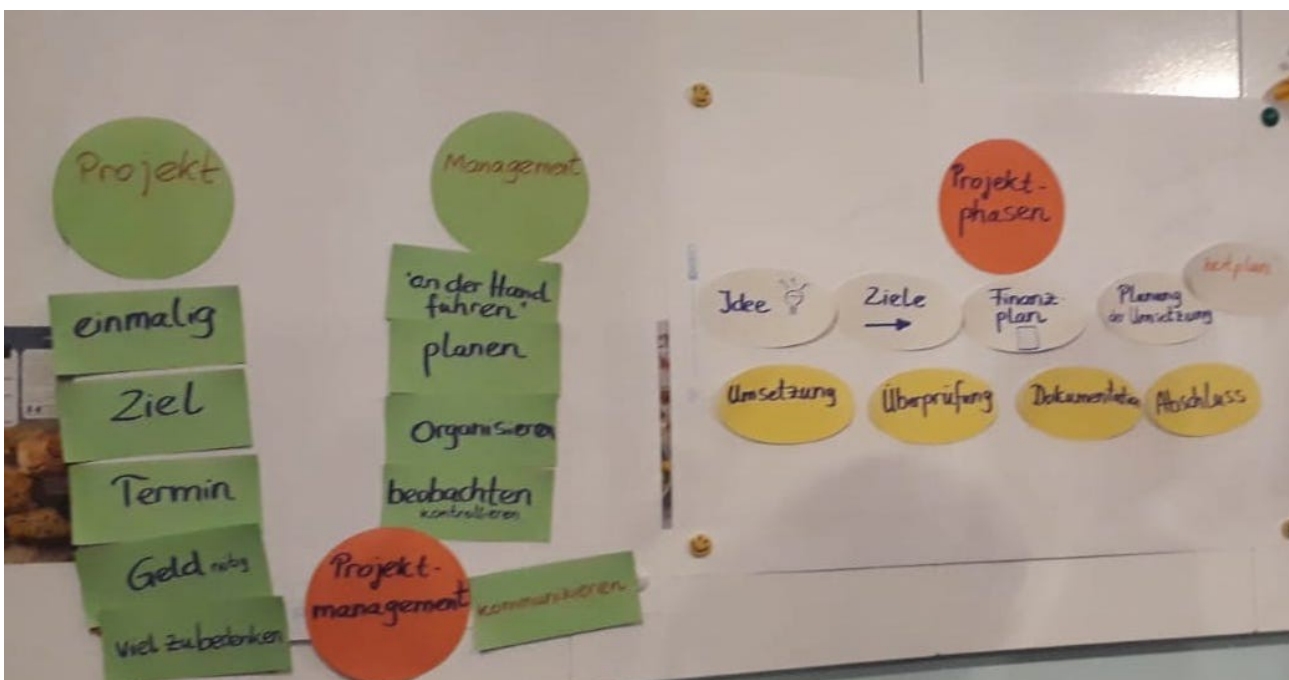 Projekt
einmalig
Ziel
Termin
Geld nötig
viel zu bedenken
Management
"an der Hand
führen"
planen
Organisieren
beobachten
kontrollieren
kommunizieren
Projekt-
management
Projekt-
phasen
Idee
Ziele
Finanz-
plan
Planung
der Umsetzung
Zeitplan
Umsetzung
Überprüfung
Dokumentation
Abschluss